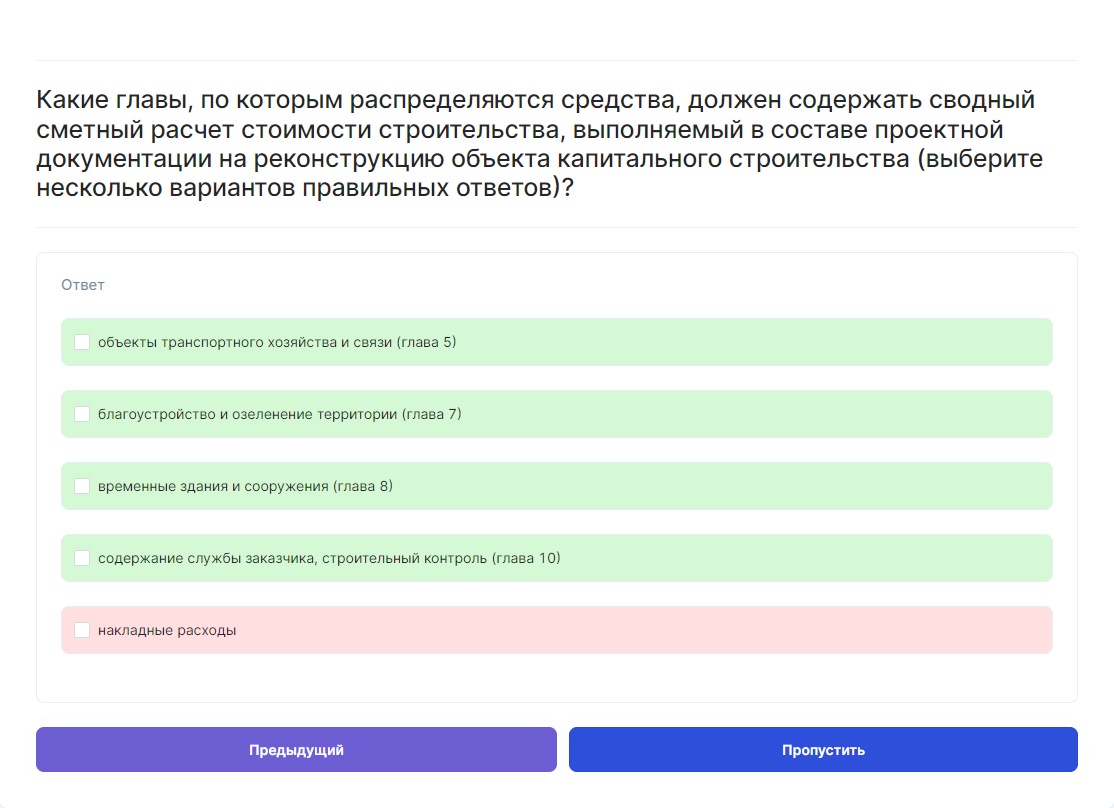 Какие главы, по которым распределяются средства, должен содержать сводный
сметный расчет стоимости строительства, выполняемый в составе проектной
документации на реконструкцию объекта капитального строительства (выберите
несколько вариантов правильных ответов)?
Ответ
объекты транспортного хозяйства и связи (глава 5)
благоустройство и озеленение территории (глава 7)
временные здания и сооружения (глава 8)
содержание службы заказчика, строительный контроль (глава 10)
накладные расходы
Предыдущий
Пропустить